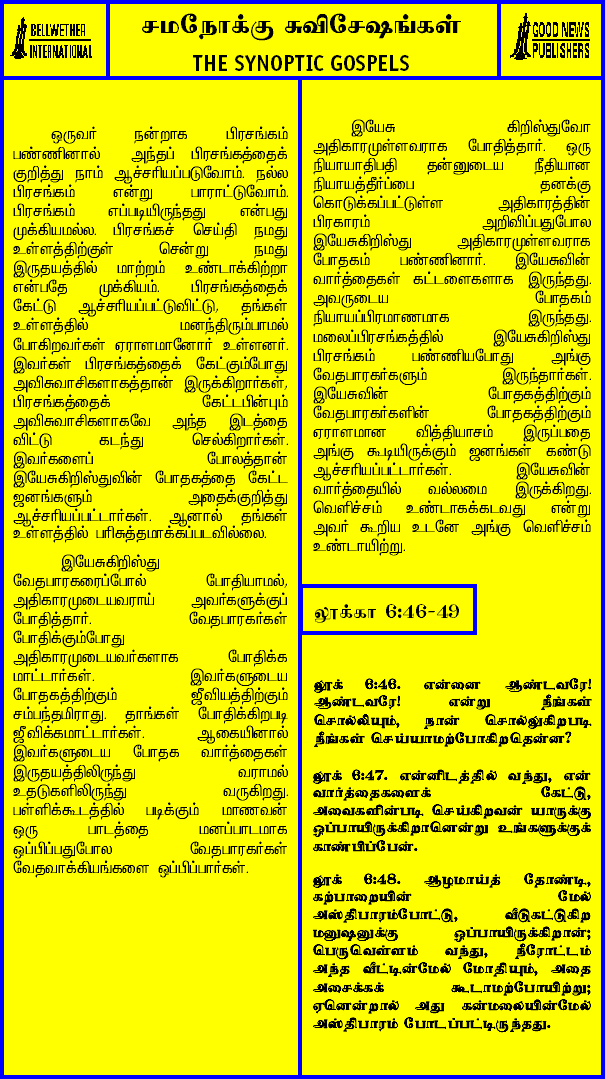 BELLWETHER
INTERNATIONAL
சமநோக்கு சுவிசேஷங்கள்
THE SYNOPTIC GOSPELS
GOOD NEWS
PUBLISHERS
ஒருவர் நன்றாக பிரசங்கம்
பண்ணினால் அந்தப் பிரசங்கத்தைக்
குறித்து நாம் ஆச்சரியப்படுவோம். நல்ல
பிரசங்கம் என்று பாராட்டுவோம்.
பிரசங்கம் எப்படியிருந்தது என்பது
முக்கியமல்ல. பிரசங்கச் செய்தி நமது
உள்ளத்திற்குள் சென்று நமது
இருதயத்தில் மாற்றம் உண்டாக்கிற்றா
என்பதே முக்கியம். பிரசங்கத்தைக்
கேட்டு ஆச்சரியப்பட்டுவிட்டு, தங்கள்
உள்ளத்தில் மனந்திரும்பாமல்
போகிறவர்கள் ஏராளமானோர் உள்ளனர்.
இவர்கள் பிரசங்கத்தைக் கேட்கும்போது
அவிசுவாசிகளாகத்தான் இருக்கிறார்கள்,
பிரசங்கத்தைக் கேட்டபின்பும்
அவிசுவாசிகளாகவே அந்த இடத்தை
விட்டு கடந்து செல்கிறார்கள்.
இவர்களைப் போலத்தான்
இயேசுகிறிஸ்துவின் போதகத்தை கேட்ட
ஜனங்களும் அதைக்குறித்து
ஆச்சரியப்பட்டார்கள். ஆனால் தங்கள்
உள்ளத்தில் பரிசுத்தமாக்கப்படவில்லை.
இயேசுகிறிஸ்து
வேதபாரகரைப்போல் போதியாமல்,
அதிகாரமுடையவராய் அவர்களுக்குப்
போதித்தார். வேதபாரகர்கள்
போதிக்கும்போது
அதிகாரமுடையவர்களாக போதிக்க
மாட்டார்கள். இவர்களுடைய
போதகத்திற்கும் ஜீவியத்திற்கும்
சம்பந்தமிராது. தாங்கள் போதிக்கிறபடி
ஜீவிக்கமாட்டார்கள். ஆகையினால்
இவர்களுடைய போதக வார்த்தைகள்
இருதயத்திலிருந்து வராமல்
உதடுகளிலிருந்து வருகிறது.
பள்ளிக்கூடத்தில் படிக்கும் மாணவன்
ஒரு பாடத்தை மனப்பாடமாக
ஒப்பிப்பதுபோல வேதபாரகர்கள்
வேதவாக்கியங்களை ஒப்பிப்பார்கள்.
இயேசு கிறிஸ்துவோ
அதிகாரமுள்ளவராக போதித்தார். ஒரு
நியாயாதிபதி தன்னுடைய நீதியான
நியாயத்தீர்ப்பை தனக்கு
கொடுக்கப்பட்டுள்ள அதிகாரத்தின்
பிரகாரம் அறிவிப்பதுபோல
இயேசுகிறிஸ்து அதிகாரமுள்ளவராக
போதகம் பண்ணினார். இயேசுவின்
வார்த்தைகள் கட்டளைகளாக இருந்தது.
அவருடைய போதகம்
நியாயப்பிரமாணமாக இருந்தது.
மலைப்பிரசங்கத்தில் இயேசுகிறிஸ்து
பிரசங்கம் பண்ணியபோது அங்கு
வேதபாரகர்களும் இருந்தார்கள்.
இயேசுவின் போதகத்திற்கும்
வேதபாரகர்களின் போதகத்திற்கும்
ஏராளமான வித்தியாசம் இருப்பதை
அங்கு கூடியிருக்கும் ஜனங்கள் கண்டு
ஆச்சரியப்பட்டார்கள். இயேசுவின்
வார்த்தையில் வல்லமை இருக்கிறது.
வெளிச்சம் உண்டாகக்கடவது என்று
அவர் கூறிய உடனே அங்கு வெளிச்சம்
உண்டாயிற்று.
லூக்கா 6:46-49
லூக் 6:46. என்னை ஆண்டவரே!
ஆண்டவரே! என்று நீங்கள்
சொல்லியும், நான் சொல்லுகிறபடி
நீங்கள் செய்யாமற்போகிறதென்ன?
லூக் 6:47. என்னிடத்தில் வந்து, என்
வார்த்தைகளைக் கேட்டு,
அவைகளின்படி செய்கிறவன் யாருக்கு
ஒப்பாயிருக்கிறானென்று உங்களுக்குக்
காண்பிப்பேன்.
லூக் 6:48. ஆழமாய்த் தோண்டி,
கற்பாறையின் மேல்
அஸ்திபாரம்போட்டு, வீடுகட்டுகிற
மனுஷனுக்கு ஒப்பாயிருக்கிறான்;
பெருவெள்ளம் வந்து, நீரோட்டம்
அந்த வீட்டின்மேல் மோதியும், அதை
அசைக்கக் கூடாமற்போயிற்று;
ஏனென்றால் அது கன்மலையின்மேல்
அஸ்திபாரம் போடப்பட்டிருந்தது.